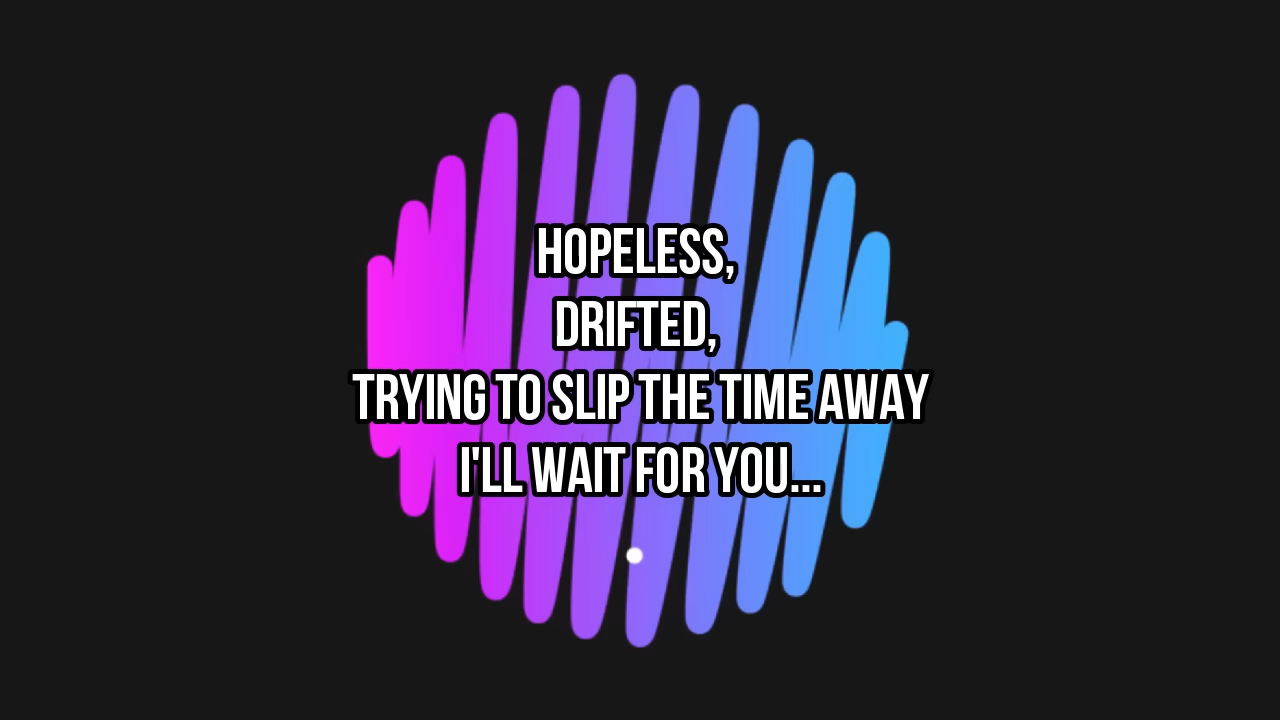 HOPELESS,
DRIFTED,
TRYING TO SLIP THE TIME AWAY
I'LL WAIT FOR YOU...